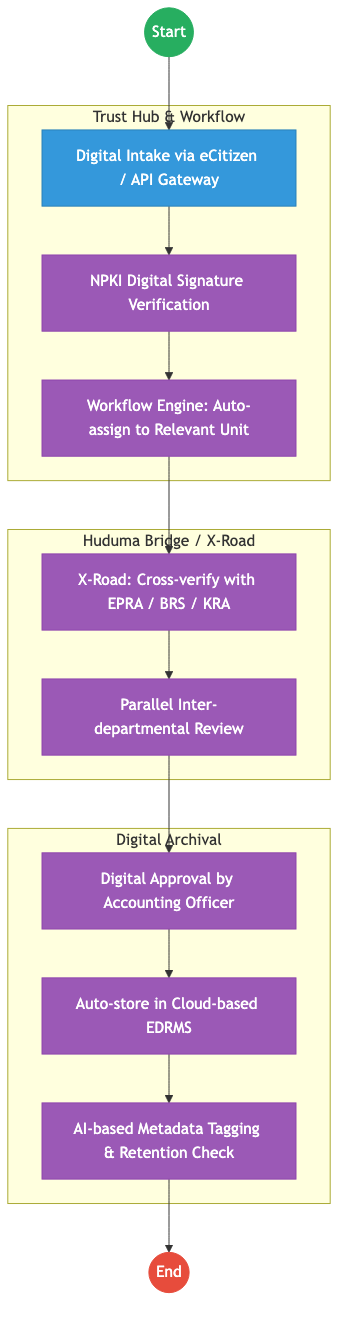 Start
Trust Hub & Workflow
Digital Intake via eCitizen
/ API Gateway
NPKI Digital Signature
Verification
Workflow Engine: Auto-
assign to Relevant Unit
Huduma Bridge / X-Road
X-Road: Cross-verify with
EPRA / BRS / KRA
Parallel Inter-
departmental Review
Digital Archival
Digital Approval by
Accounting Officer
Auto-store in Cloud-based
EDRMS
AI-based Metadata Tagging
& Retention Check
End